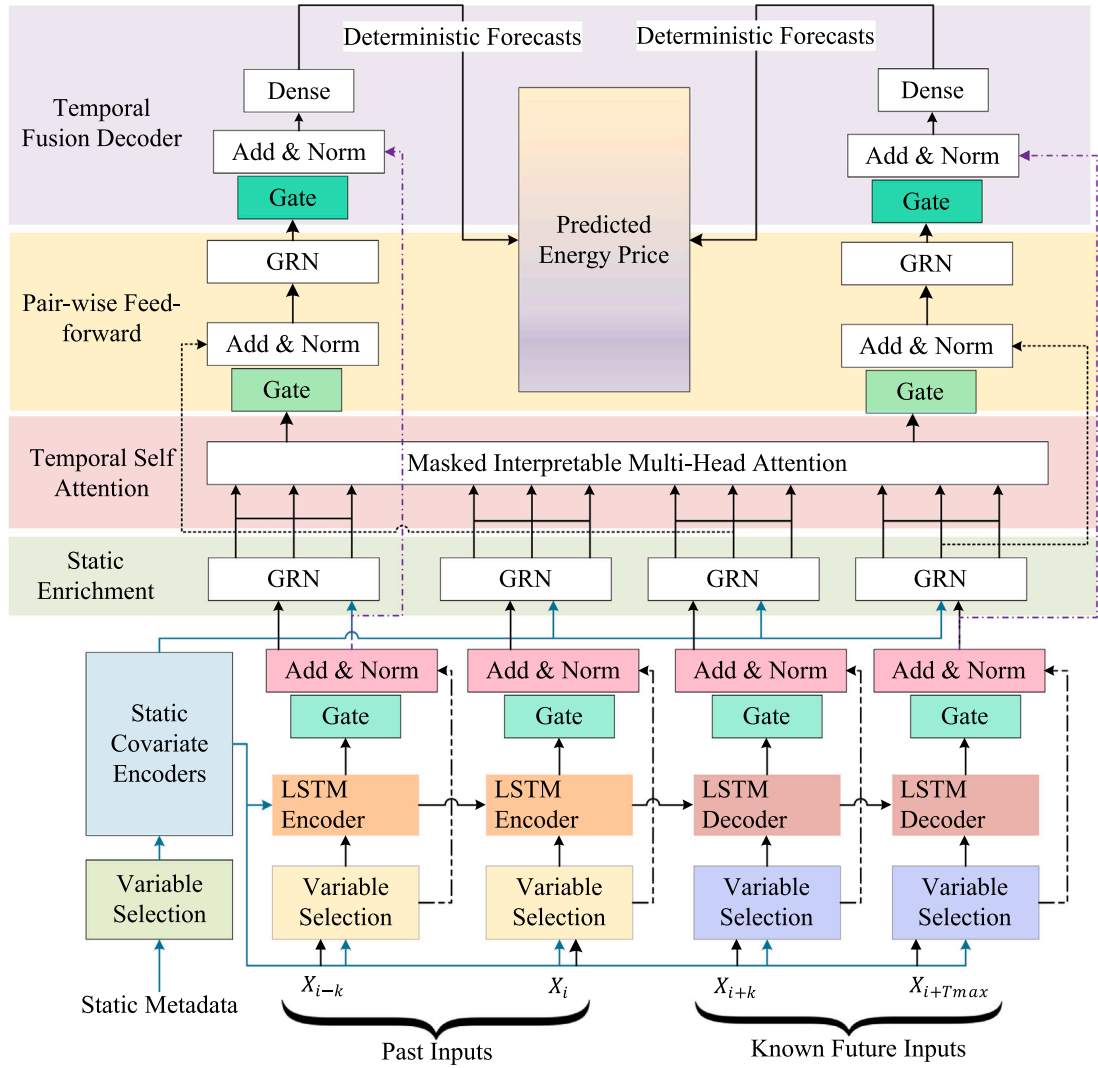 Deterministic Forecasts
Deterministic Forecasts
Temporal
Fusion Decoder
Dense
Dense
Add & Norm
Add & Norm
Gate
Gate
Predicted
Energy Price
Pair-wise Feed-
forward
GRN
GRN
Add & Norm
Add & Norm
Gate
Gate
Temporal Self
Attention
Masked Interpretable Multi-Head Attention
Static
Enrichment
GRN
GRN
GRN
GRN
Add & Norm
Add & Norm
Add & Norm
Add & Norm
Gate
Gate
Gate
Gate
Static
Covariate
Encoders
LSTM
Encoder
LSTM
Encoder
LSTM
Decoder
LSTM
Decoder
Variable
Selection
Variable
Selection
Variable
Selection
Variable
Selection
Variable
Selection
Static Metadata
X_{i−k}
X_i
X_{i+k}
X_{i+Tmax}
Past Inputs
Known Future Inputs